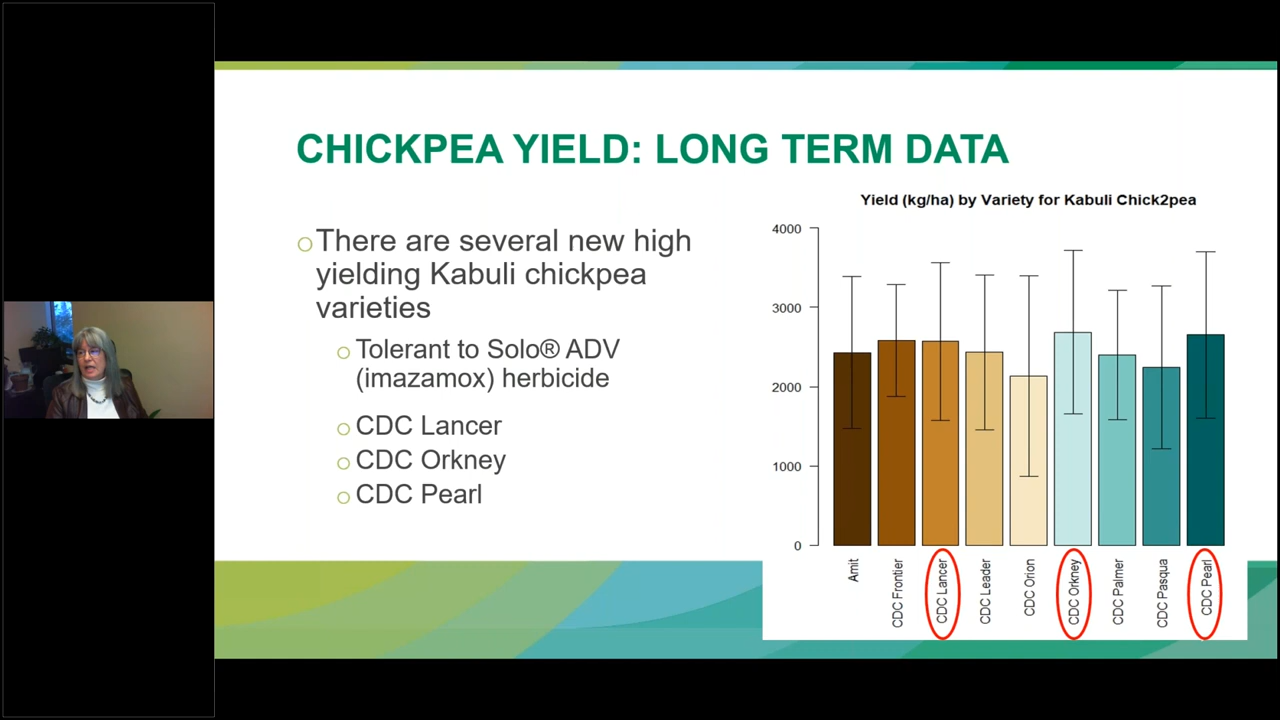 CHICKPEA YIELD: LONG TERM DATA
There are several new high
yielding Kabuli chickpea
varieties
Tolerant to Solo® ADV
(imazamox) herbicide
CDC Lancer
CDC Orkney
CDC Pearl
Yield (kg/ha) by Variety for Kabuli Chick2pea
4000
3000
2000
1000
0
Amit
CDC Frontier
CDC Lancer
CDC Leader
CDC Orion
CDC Orkney
CDC Palmer
CDC Pasqua
CDC Pearl